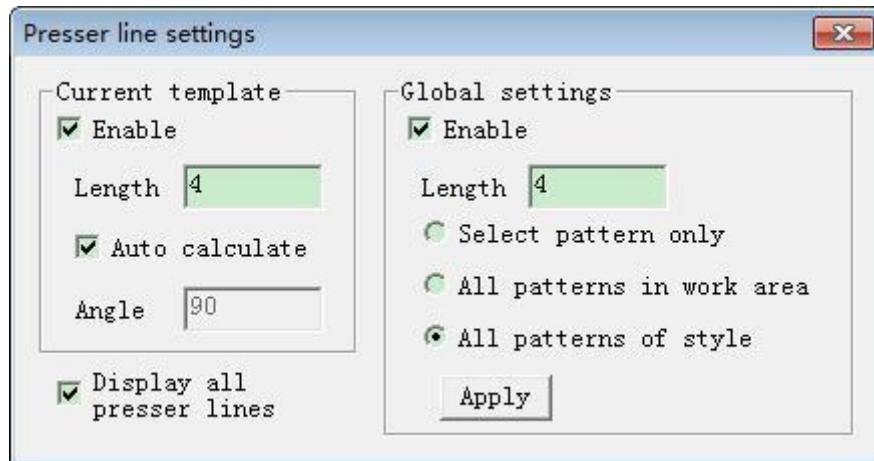 Presser line settings
Current template
Enable
Length 4
Auto calculate
Angle 90
Display all
presser lines
Global settings
Enable
Length 4
Select pattern only
All patterns in work area
All patterns of style
Apply